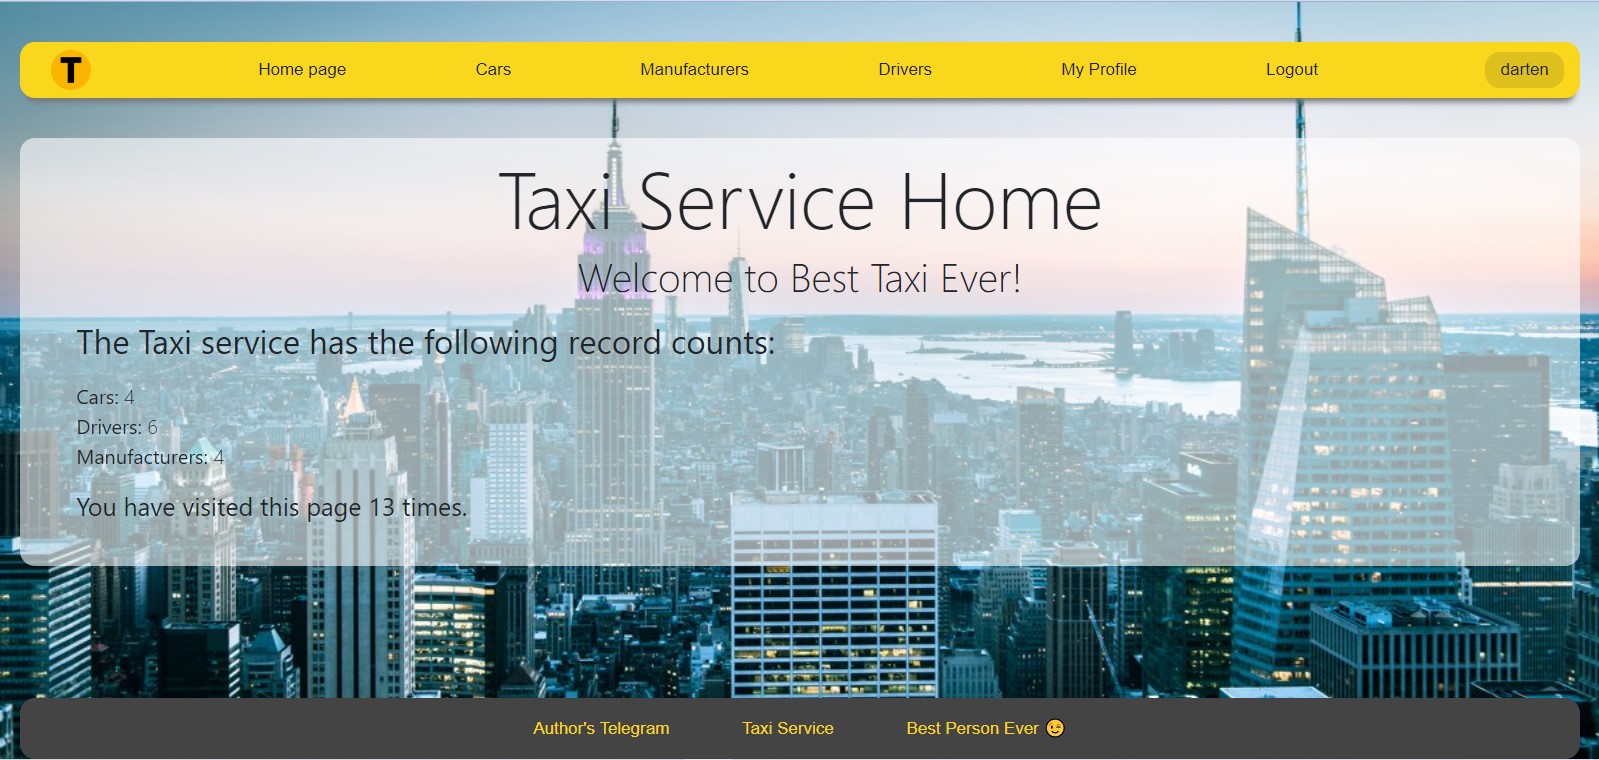 T
Home page
Cars
Manufacturers
Drivers
My Profile
Logout
darten
Taxi Service Home
Welcome to Best Taxi Ever!
The Taxi service has the following record counts:
Cars: 4
Drivers: 6
Manufacturers: 4
You have visited this page 13 times.
Author's Telegram
Taxi Service
Best Person Ever 😉